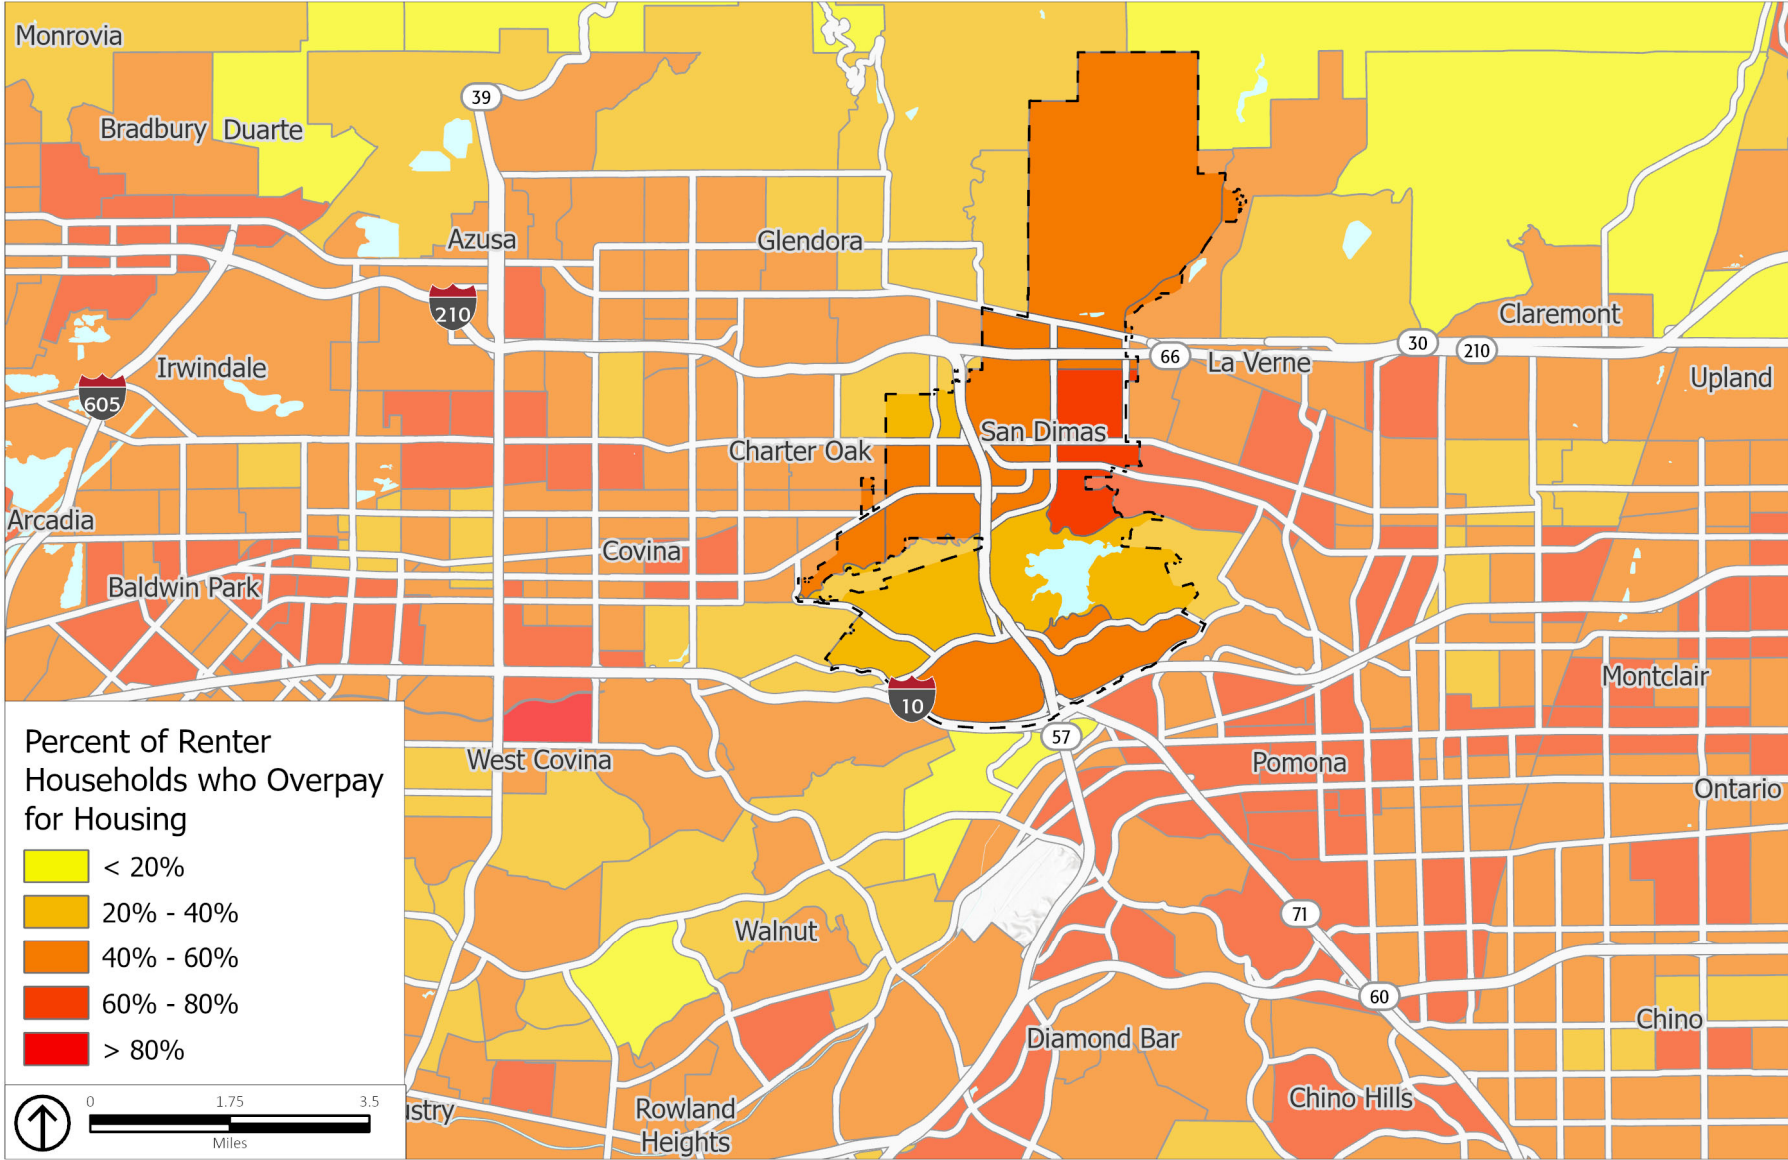 Monrovia
39
Bradbury
Duarte
Azusa
Glendora
210
Irwindale
605
Claremont
30
210
66
La Verne
Upland
San Dimas
Charter Oak
Arcadia
Covina
Baldwin Park
Montclair
10
57
West Covina
Pomona
Ontario
Walnut
71
60
Chino
Diamond Bar
Chino Hills
Rowland
Heights
ustry
Percent of Renter
Households who Overpay
for Housing
< 20%
20% - 40%
40% - 60%
60% - 80%
> 80%
0
1.75
3.5
Miles